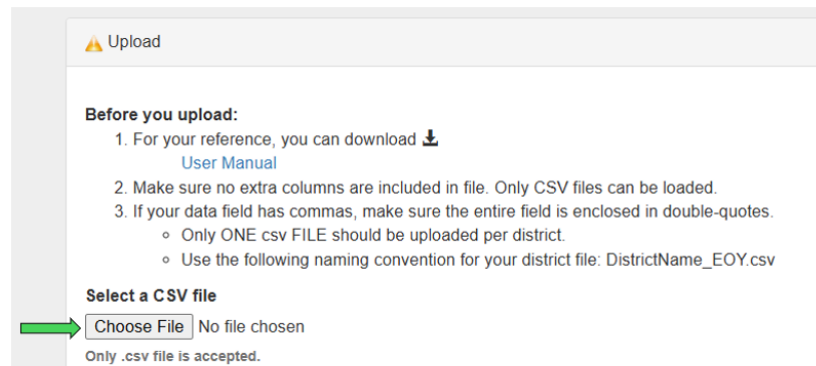 Upload
Before you upload:
1. For your reference, you can download
User Manual
2. Make sure no extra columns are included in file. Only CSV files can be loaded.
3. If your data field has commas, make sure the entire field is enclosed in double-quotes.
○ Only ONE csv FILE should be uploaded per district.
○ Use the following naming convention for your district file: DistrictName_EOY.csv
Select a CSV file
Choose File No file chosen
Only .csv file is accepted.